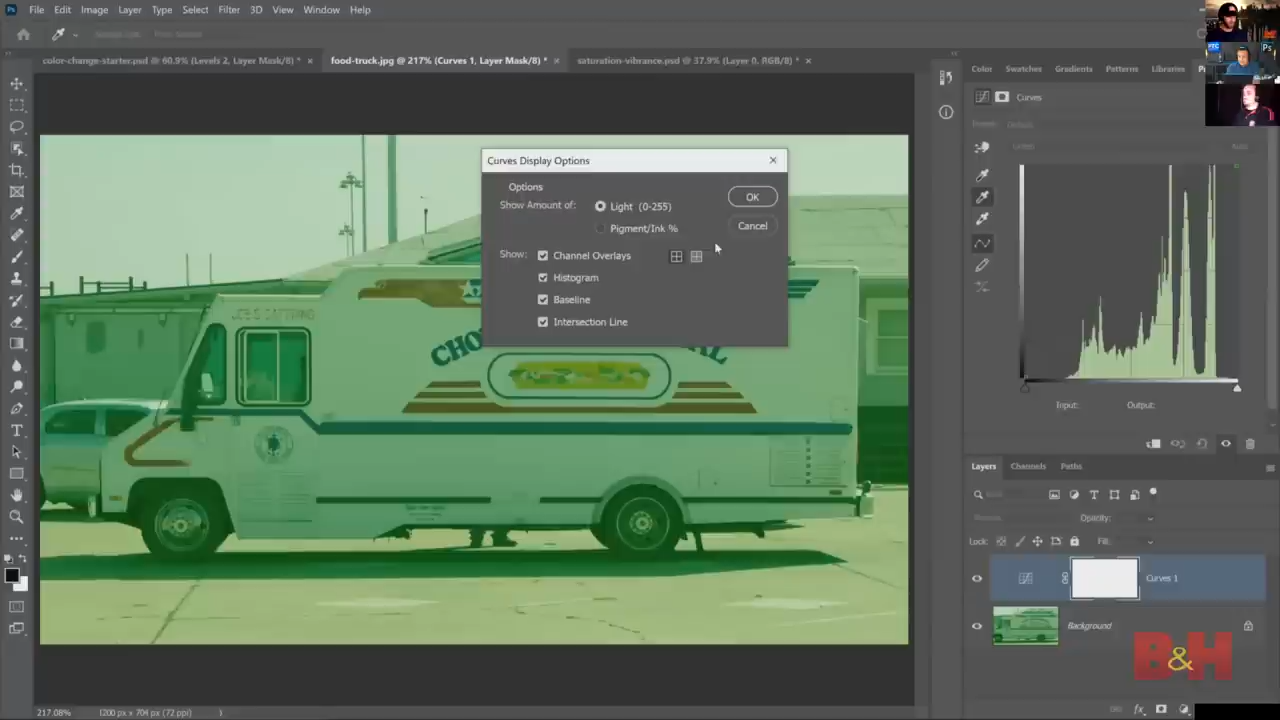 Ps File Edit Image Layer Type Select Filter 3D View Window Help
color-change-starter.psd @ 60.9% (Levels 2, Layer Mask/8) * × food-truck.jpg @ 217% (Curves 1, Layer Mask/8) * × saturation-vibrance.psd @ 37.9% (Layer 0, RGB/8) * ×
Color Swatches Gradients Patterns Libraries
Curves
Auto
Curves Display Options
Options
OK
Show Amount of: Light (0-255)
Pigment/Ink %
Cancel
Show: Channel Overlays
Histogram
Baseline
Intersection Line
JOE'S CATERING
Input: Output:
Layers Channels Paths
Opacity:
Lock: Fill:
Curves 1
Background
B&H
217.08% 1200 px x 704 px (72 ppi)